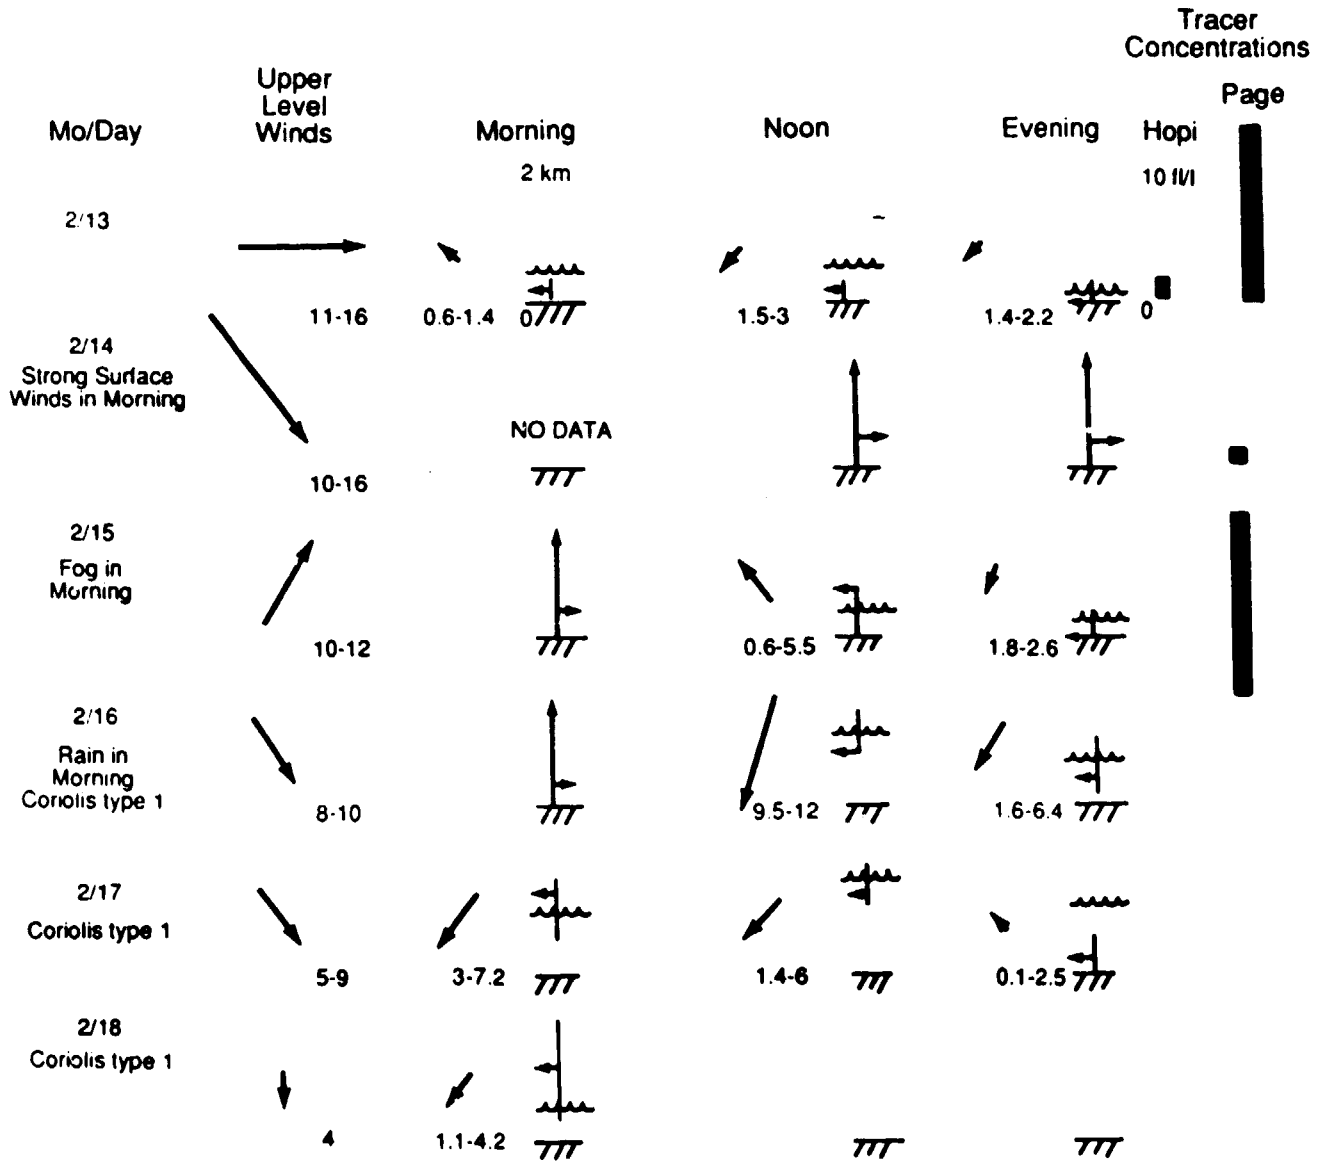 Tracer
Concentrations
Upper
Level
Winds
Page
Mo/Day
Morning
Noon
Evening
Hopi
2 km
10 fl/l
2/13
11-16
0.6-1.4
0
1.5-3
1.4-2.2
0
2/14
Strong Surface
Winds in Morning
NO DATA
10-16
2/15
Fog in
Morning
10-12
0.6-5.5
1.8-2.6
2/16
Rain in
Morning
Coriolis type 1
8-10
9.5-12
1.6-6.4
2/17
Coriolis type 1
5-9
3-7.2
1.4-6
0.1-2.5
2/18
Coriolis type 1
4
1.1-4.2